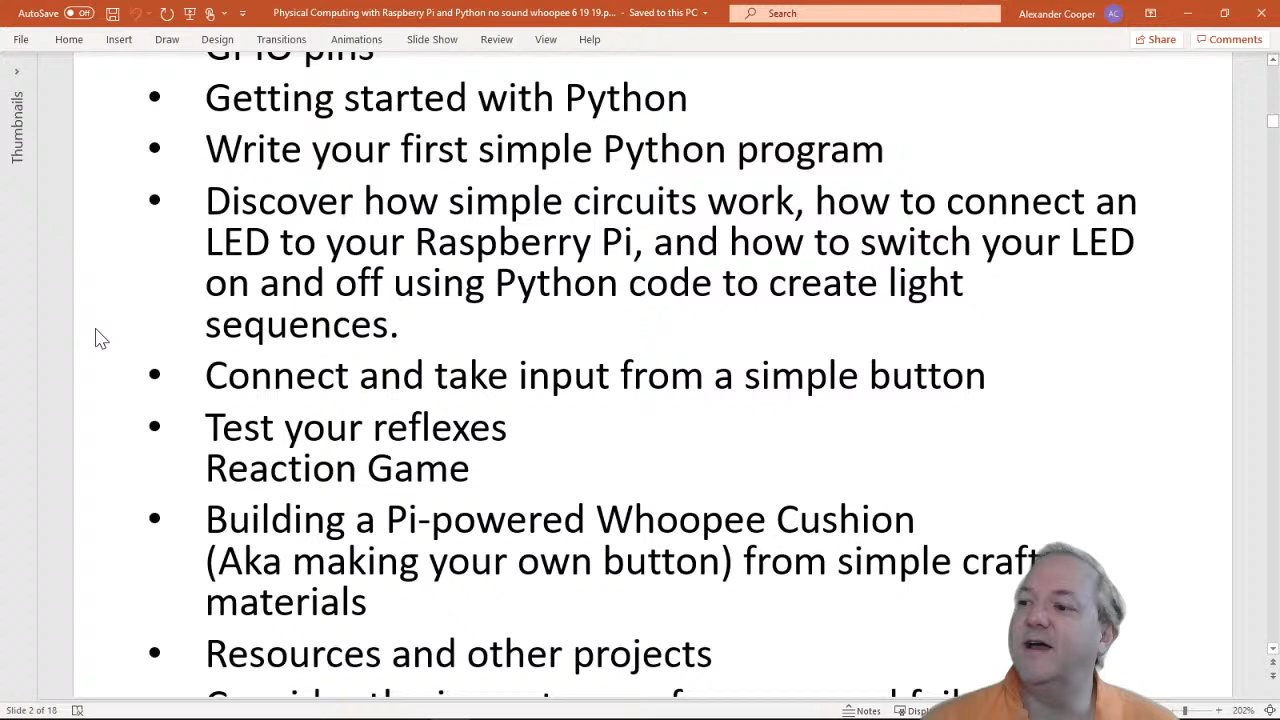 AutoSave Off
Physical Computing with Raspberry Pi and Python no sound whoopee 6 19 19.p... - Saved to this PC
Search
Alexander Cooper AC
File Home Insert Draw Design Transitions Animations Slide Show Review View Help Share Comments
Thumbnails
GPIO pins
• Getting started with Python
• Write your first simple Python program
• Discover how simple circuits work, how to connect an
LED to your Raspberry Pi, and how to switch your LED
on and off using Python code to create light
sequences.
• Connect and take input from a simple button
• Test your reflexes
Reaction Game
• Building a Pi-powered Whoopee Cushion
(Aka making your own button) from simple craft
materials
• Resources and other projects
Slide 2 of 18
Notes
202%